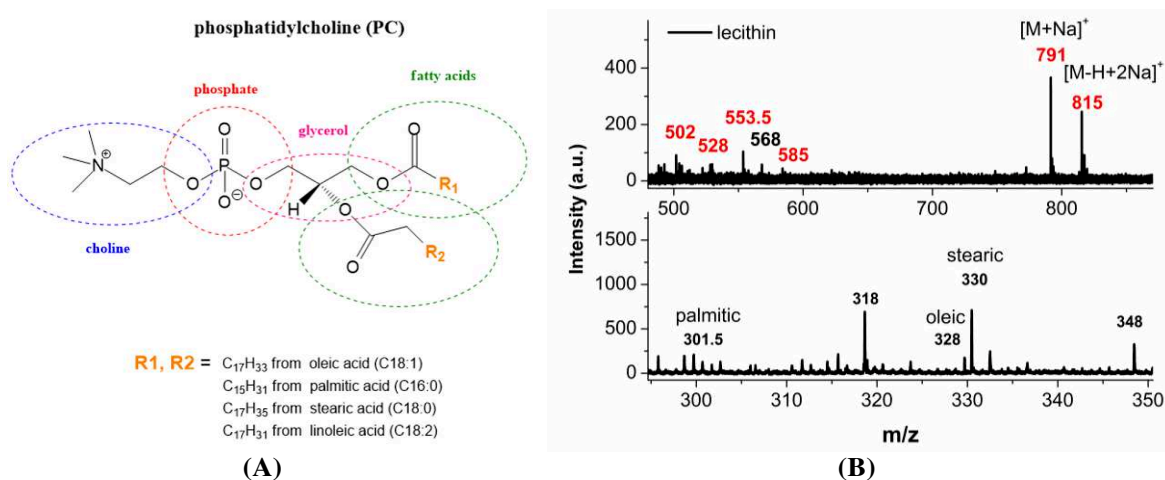 phosphatidylcholine (PC)
fatty acids
phosphate
glycerol
O
O
N⊕
O
P
O
O
R₁
O⊖
H
O
choline
R₂
O
R1, R2 = C₁₇H₃₃ from oleic acid (C18:1)
C₁₅H₃₁ from palmitic acid (C16:0)
C₁₇H₃₅ from stearic acid (C18:0)
C₁₇H₃₁ from linoleic acid (C18:2)
(A)
[M+Na]⁺
lecithin
791
[M-H+2Na]⁺
815
400
200
0
502
528
553.5
568
585
500
600
700
800
Intensity (a.u.)
1500
1000
500
0
stearic
330
318
palmitic
301.5
oleic
328
348
300
310
320
330
340
350
m/z
(B)